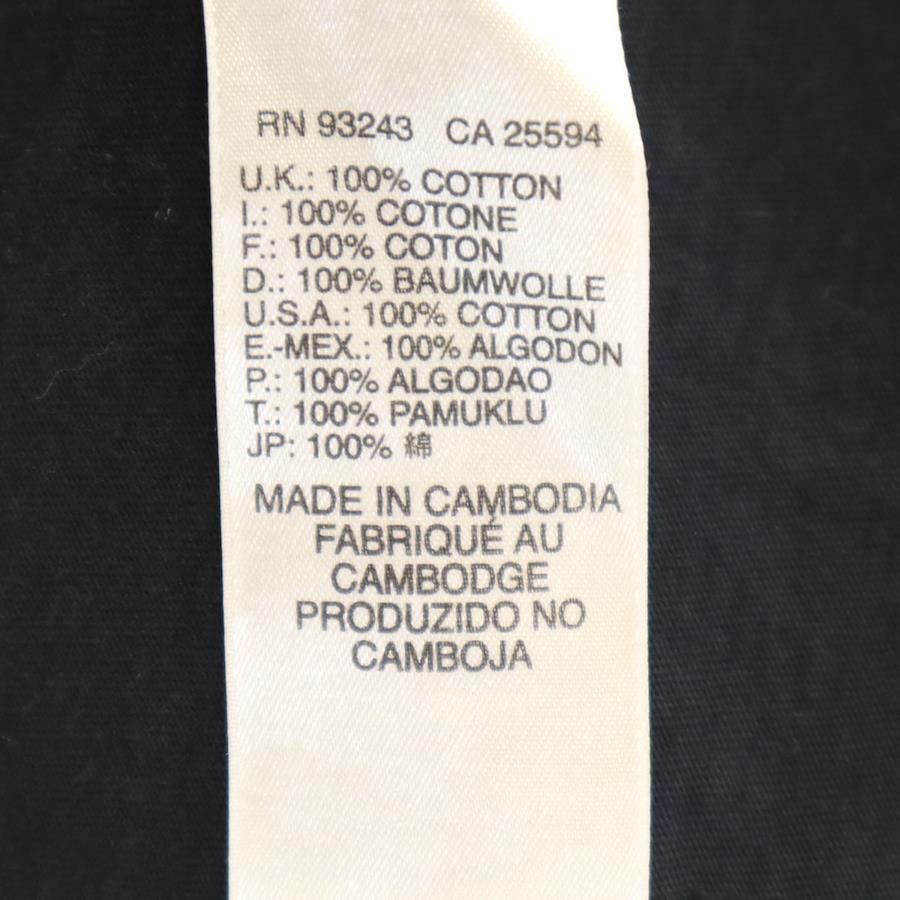 RN 93243 CA 25594
U.K.: 100% COTTON
I.: 100% COTONE
F.: 100% COTON
D.: 100% BAUMWOLLE
U.S.A.: 100% COTTON
E.-MEX.: 100% ALGODON
P.: 100% ALGODAO
T.: 100% PAMUKLU
JP: 100% 綿
MADE IN CAMBODIA
FABRIQUÉ AU
CAMBODGE
PRODUZIDO NO
CAMBOJA